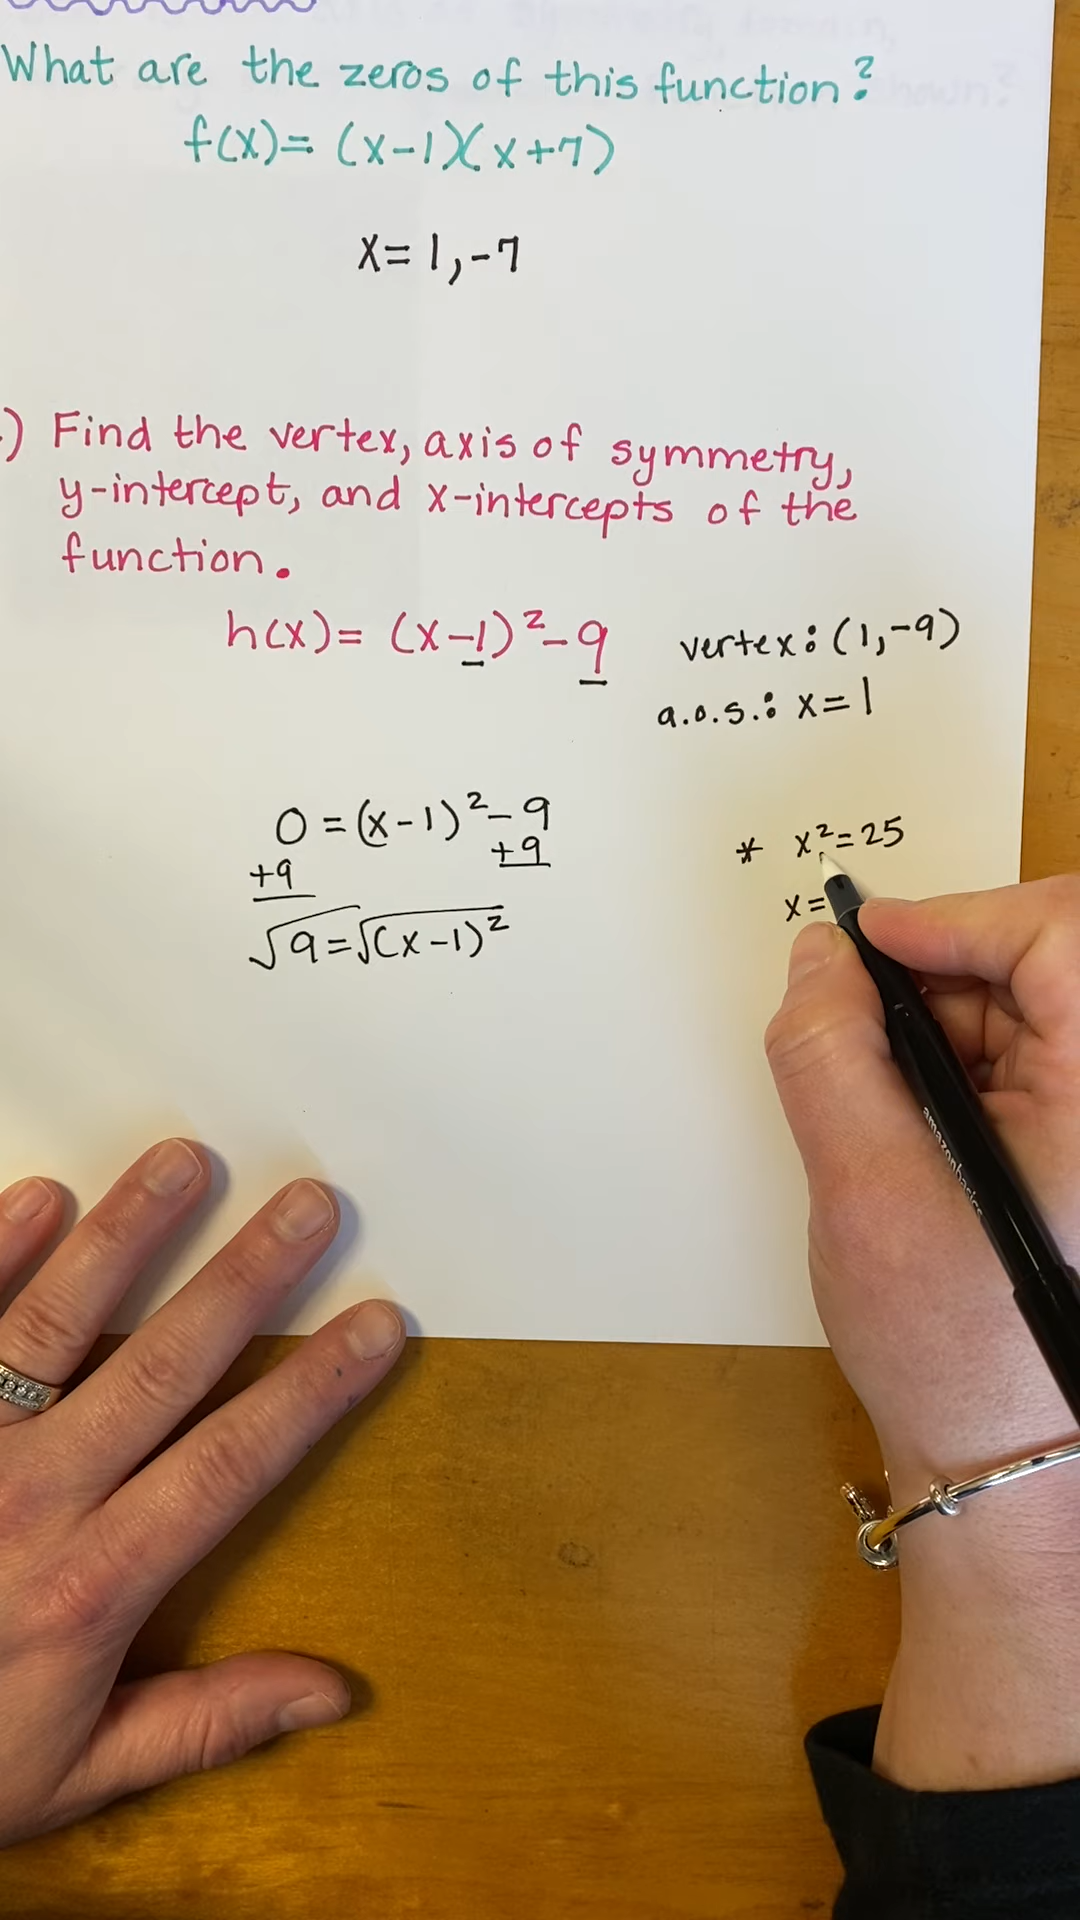 What are the zeros of this function?
f(x)= (x-1)(x+7)
x= 1,-7
) Find the vertex, axis of symmetry,
y-intercept, and x-intercepts of the
function.
h(x)= (x-1)²-9
vertex: (1,-9)
a.o.s.: x=1
0=(x-1)²-9
+9 +9
√9=√(x-1)²
* x²=25
x=
amazonbasics